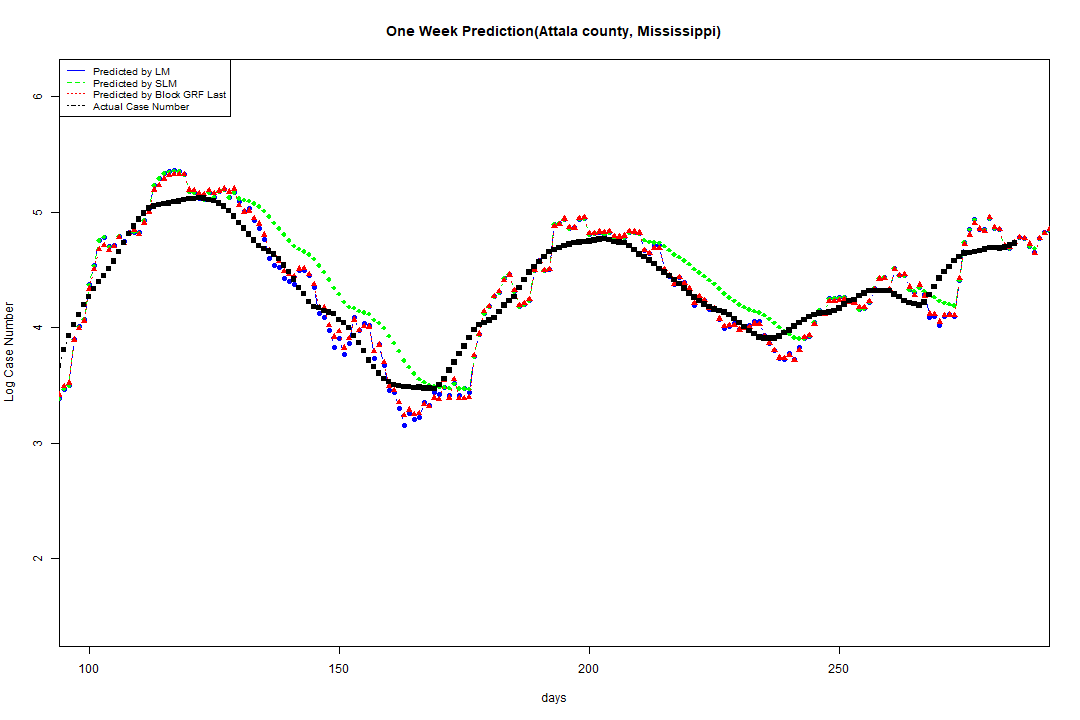 One Week Prediction(Attala county, Mississippi)
Predicted by LM
Predicted by SLM
Predicted by Block GRF Last
Actual Case Number
6
5
4
3
2
Log Case Number
100
150
200
250
days